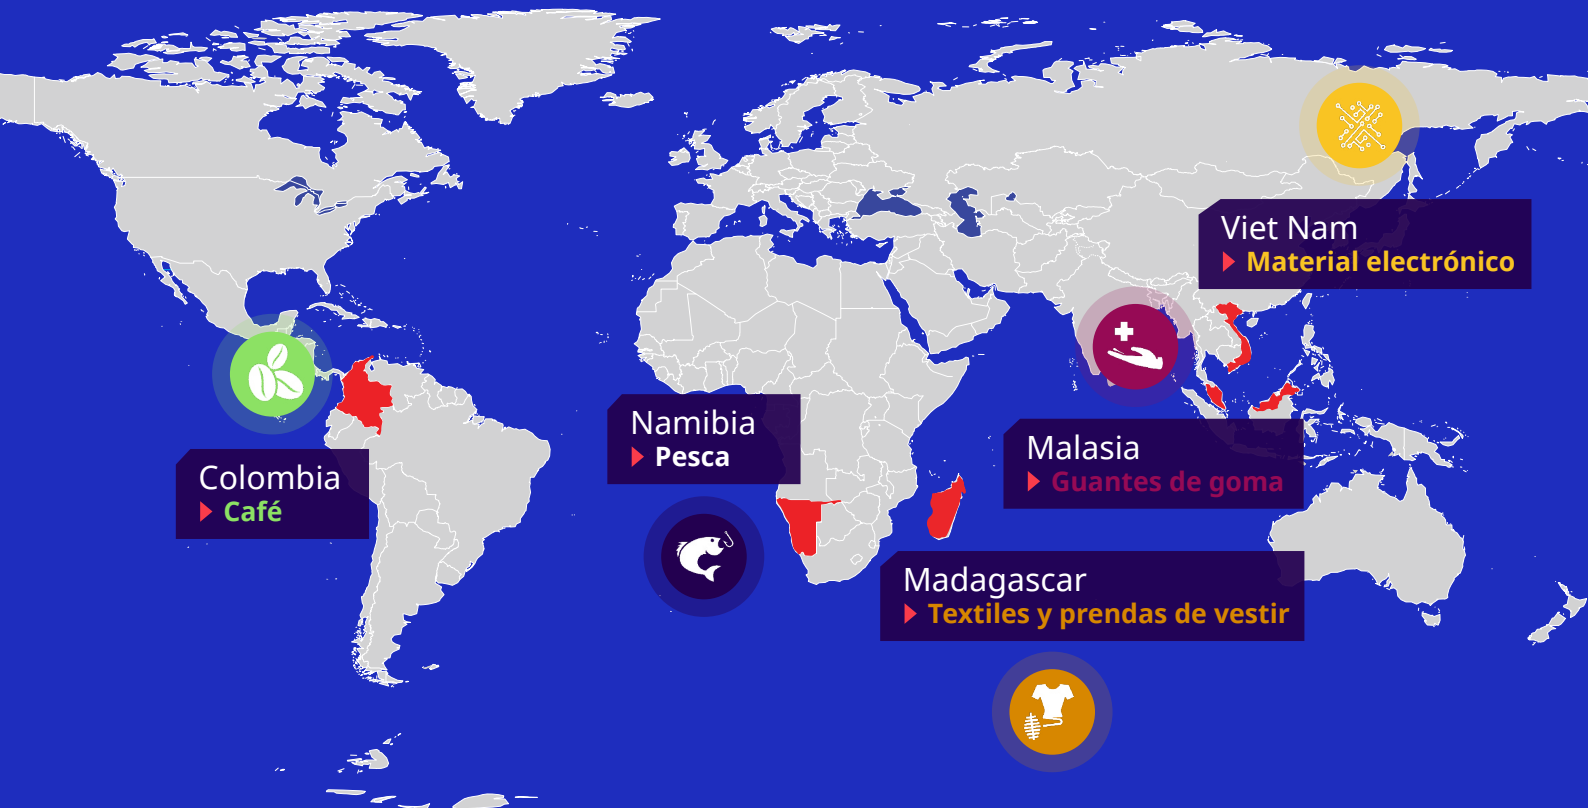 Viet Nam
Material electrónico
Namibia
Pesca
Malasia
Guantes de goma
Colombia
Café
Madagascar
Textiles y prendas de vestir